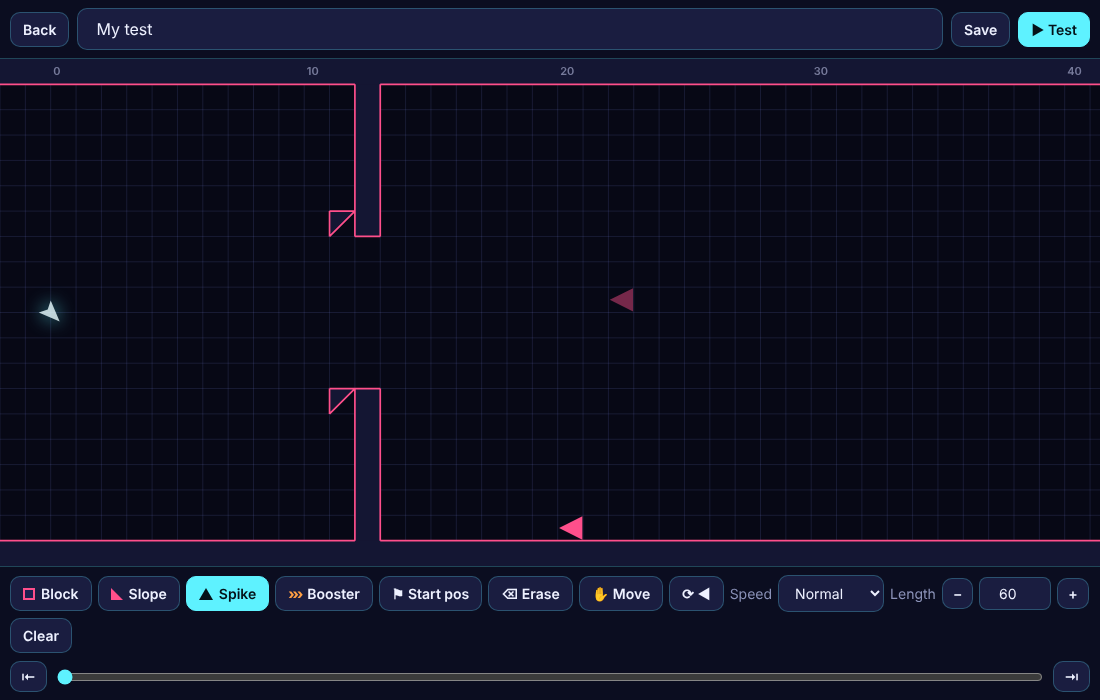 Back
My test
Save
▶ Test
0 10 20 30 40
Block
Slope
Spike
Booster
Start pos
Erase
Move
Speed
Normal
Length
−
60
+
Clear